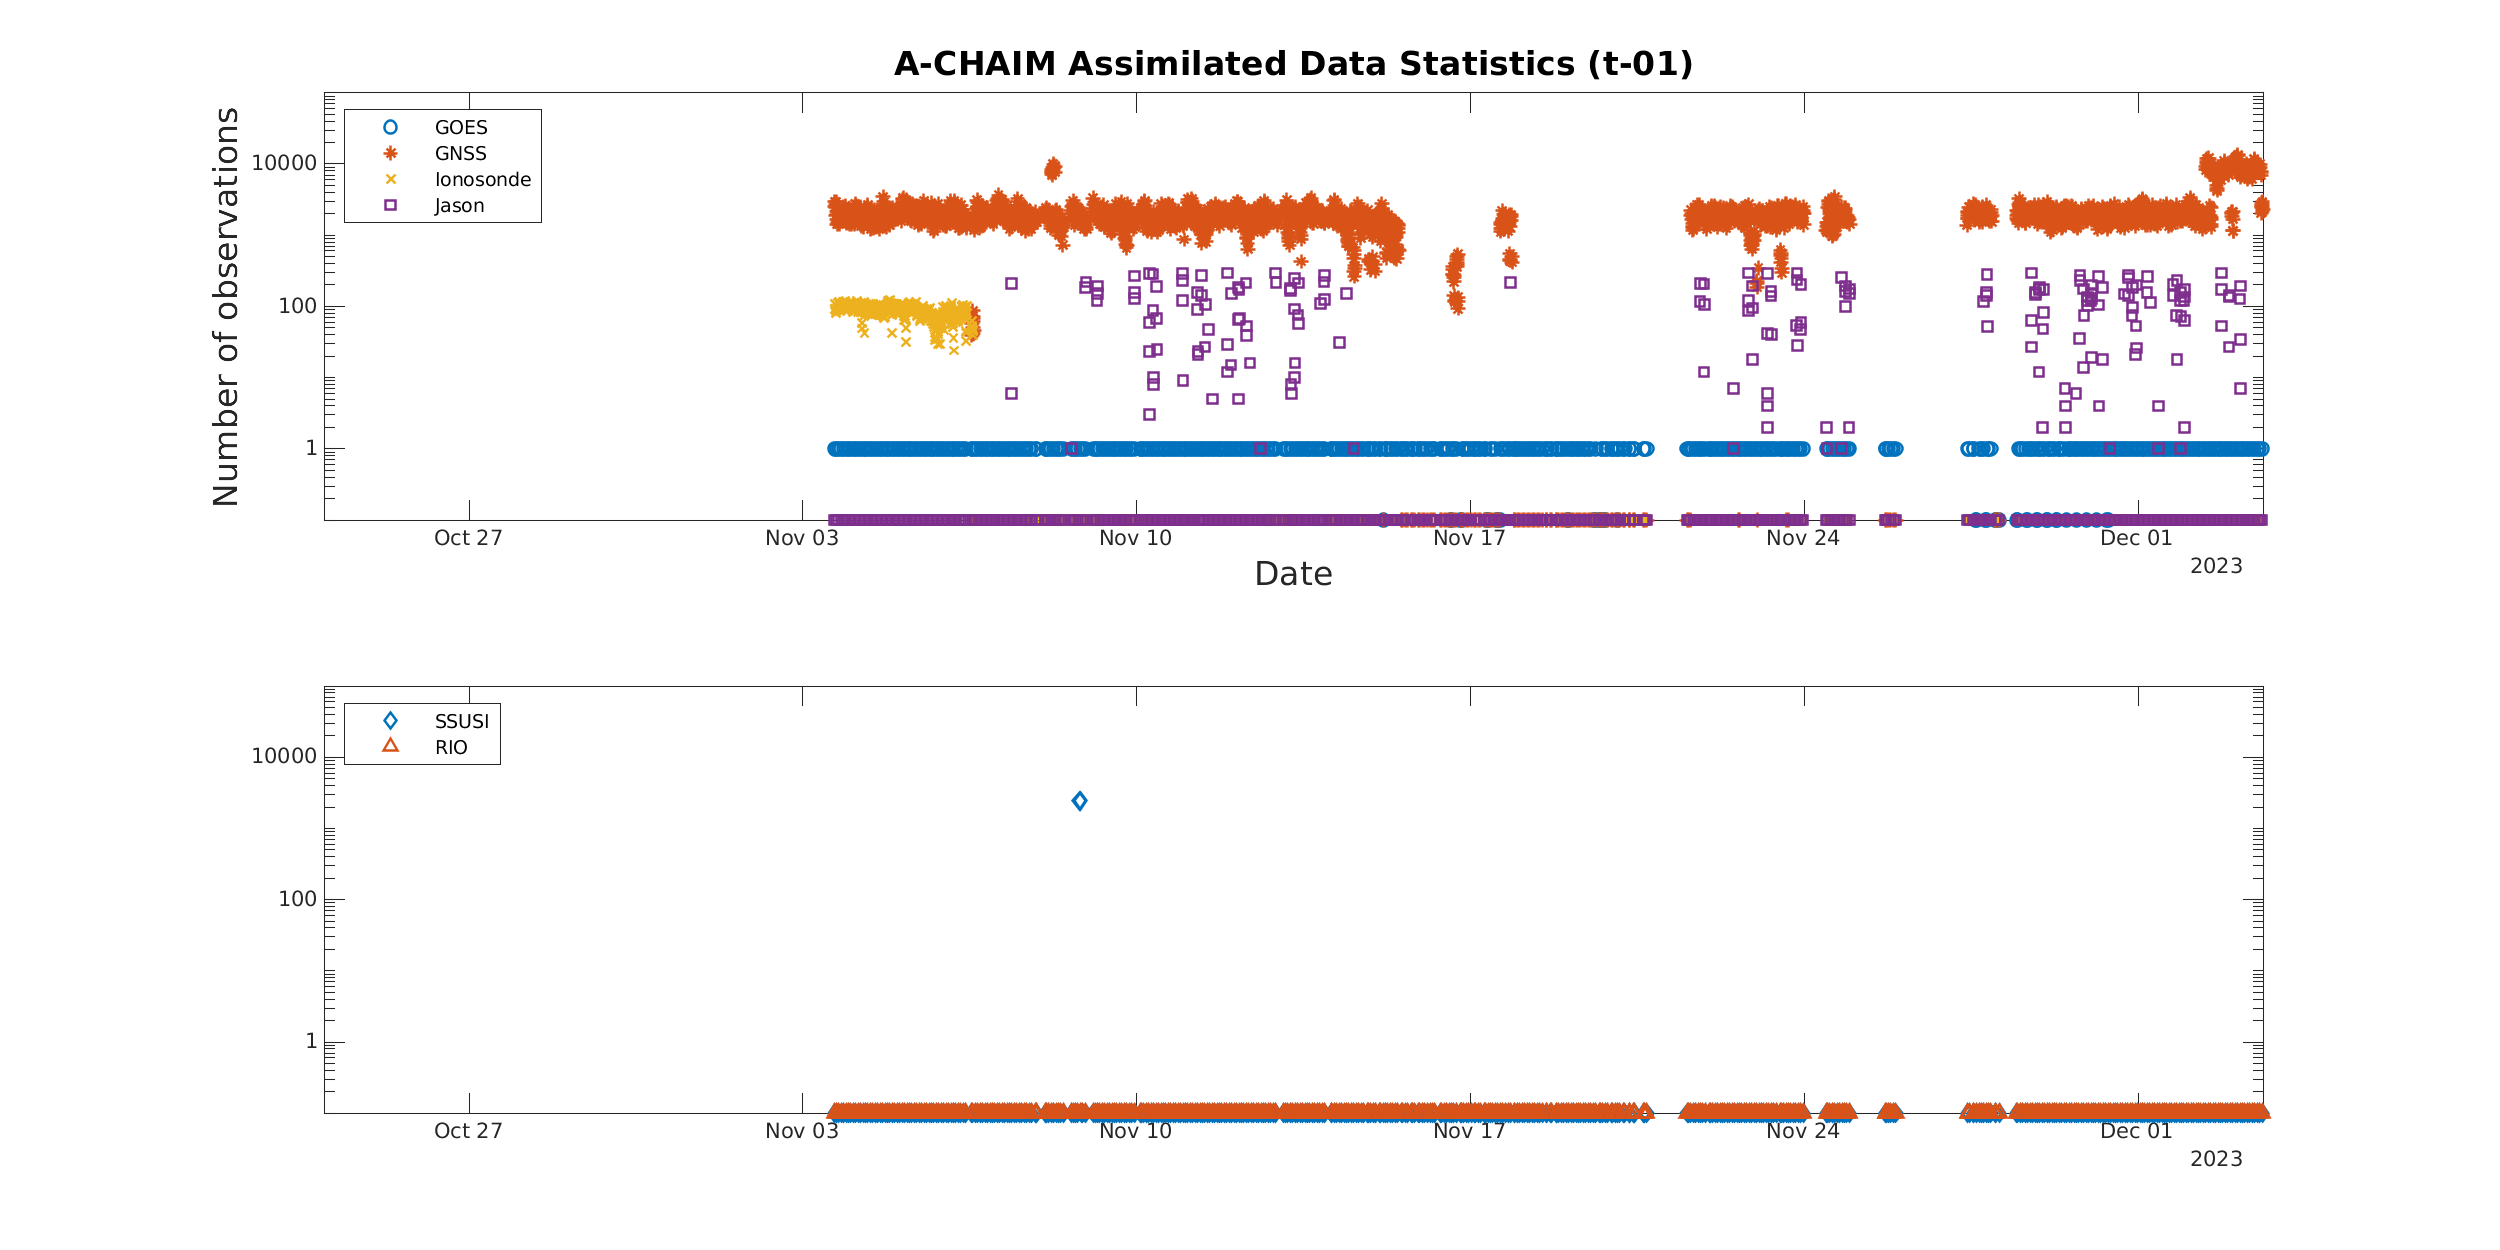 A-CHAIM Assimilated Data Statistics (t-01)
Number of observations
10000
100
1
GOES
GNSS
Ionosonde
Jason
Oct 27
Nov 03
Nov 10
Nov 17
Nov 24
Dec 01
2023
Date
10000
100
1
SSUSI
RIO
Oct 27
Nov 03
Nov 10
Nov 17
Nov 24
Dec 01
2023